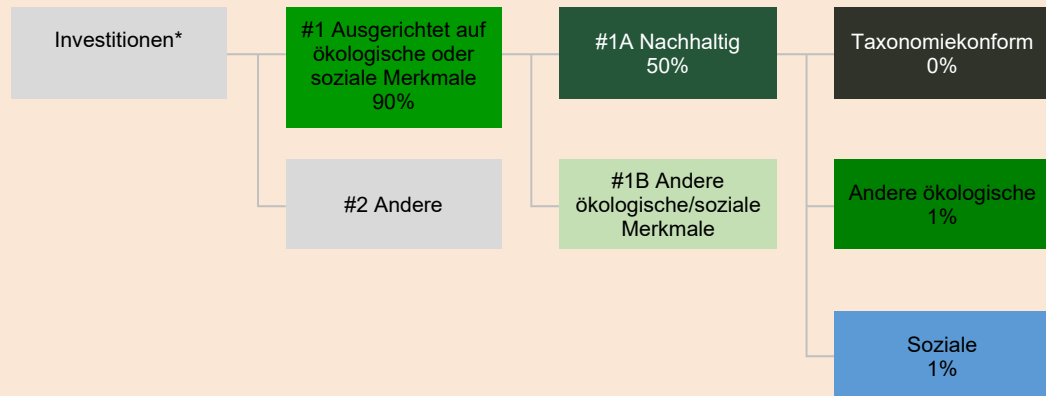 Investitionen*
#1 Ausgerichtet auf
ökologische oder
soziale Merkmale
90%
#1A Nachhaltig
50%
Taxonomiekonform
0%
#2 Andere
#1B Andere
ökologische/soziale
Merkmale
Andere ökologische
1%
Soziale
1%